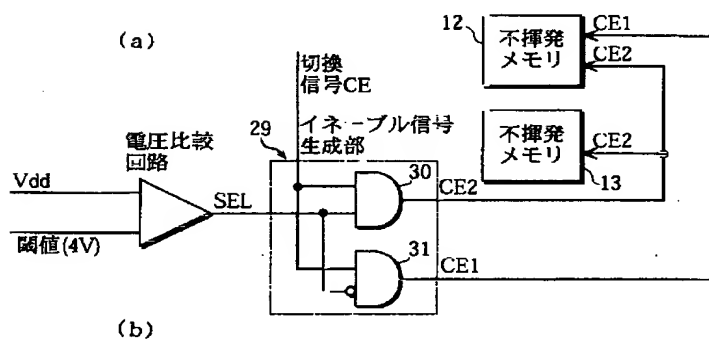 (a)
切換
信号CE
12
不揮発
メモリ
CE1
CE2
29
イネーブル信号
生成部
電圧比較
回路
不揮発
メモリ
CE2
13
Vdd
SEL
30
CE2
閾値(4V)
31
CE1
(b)